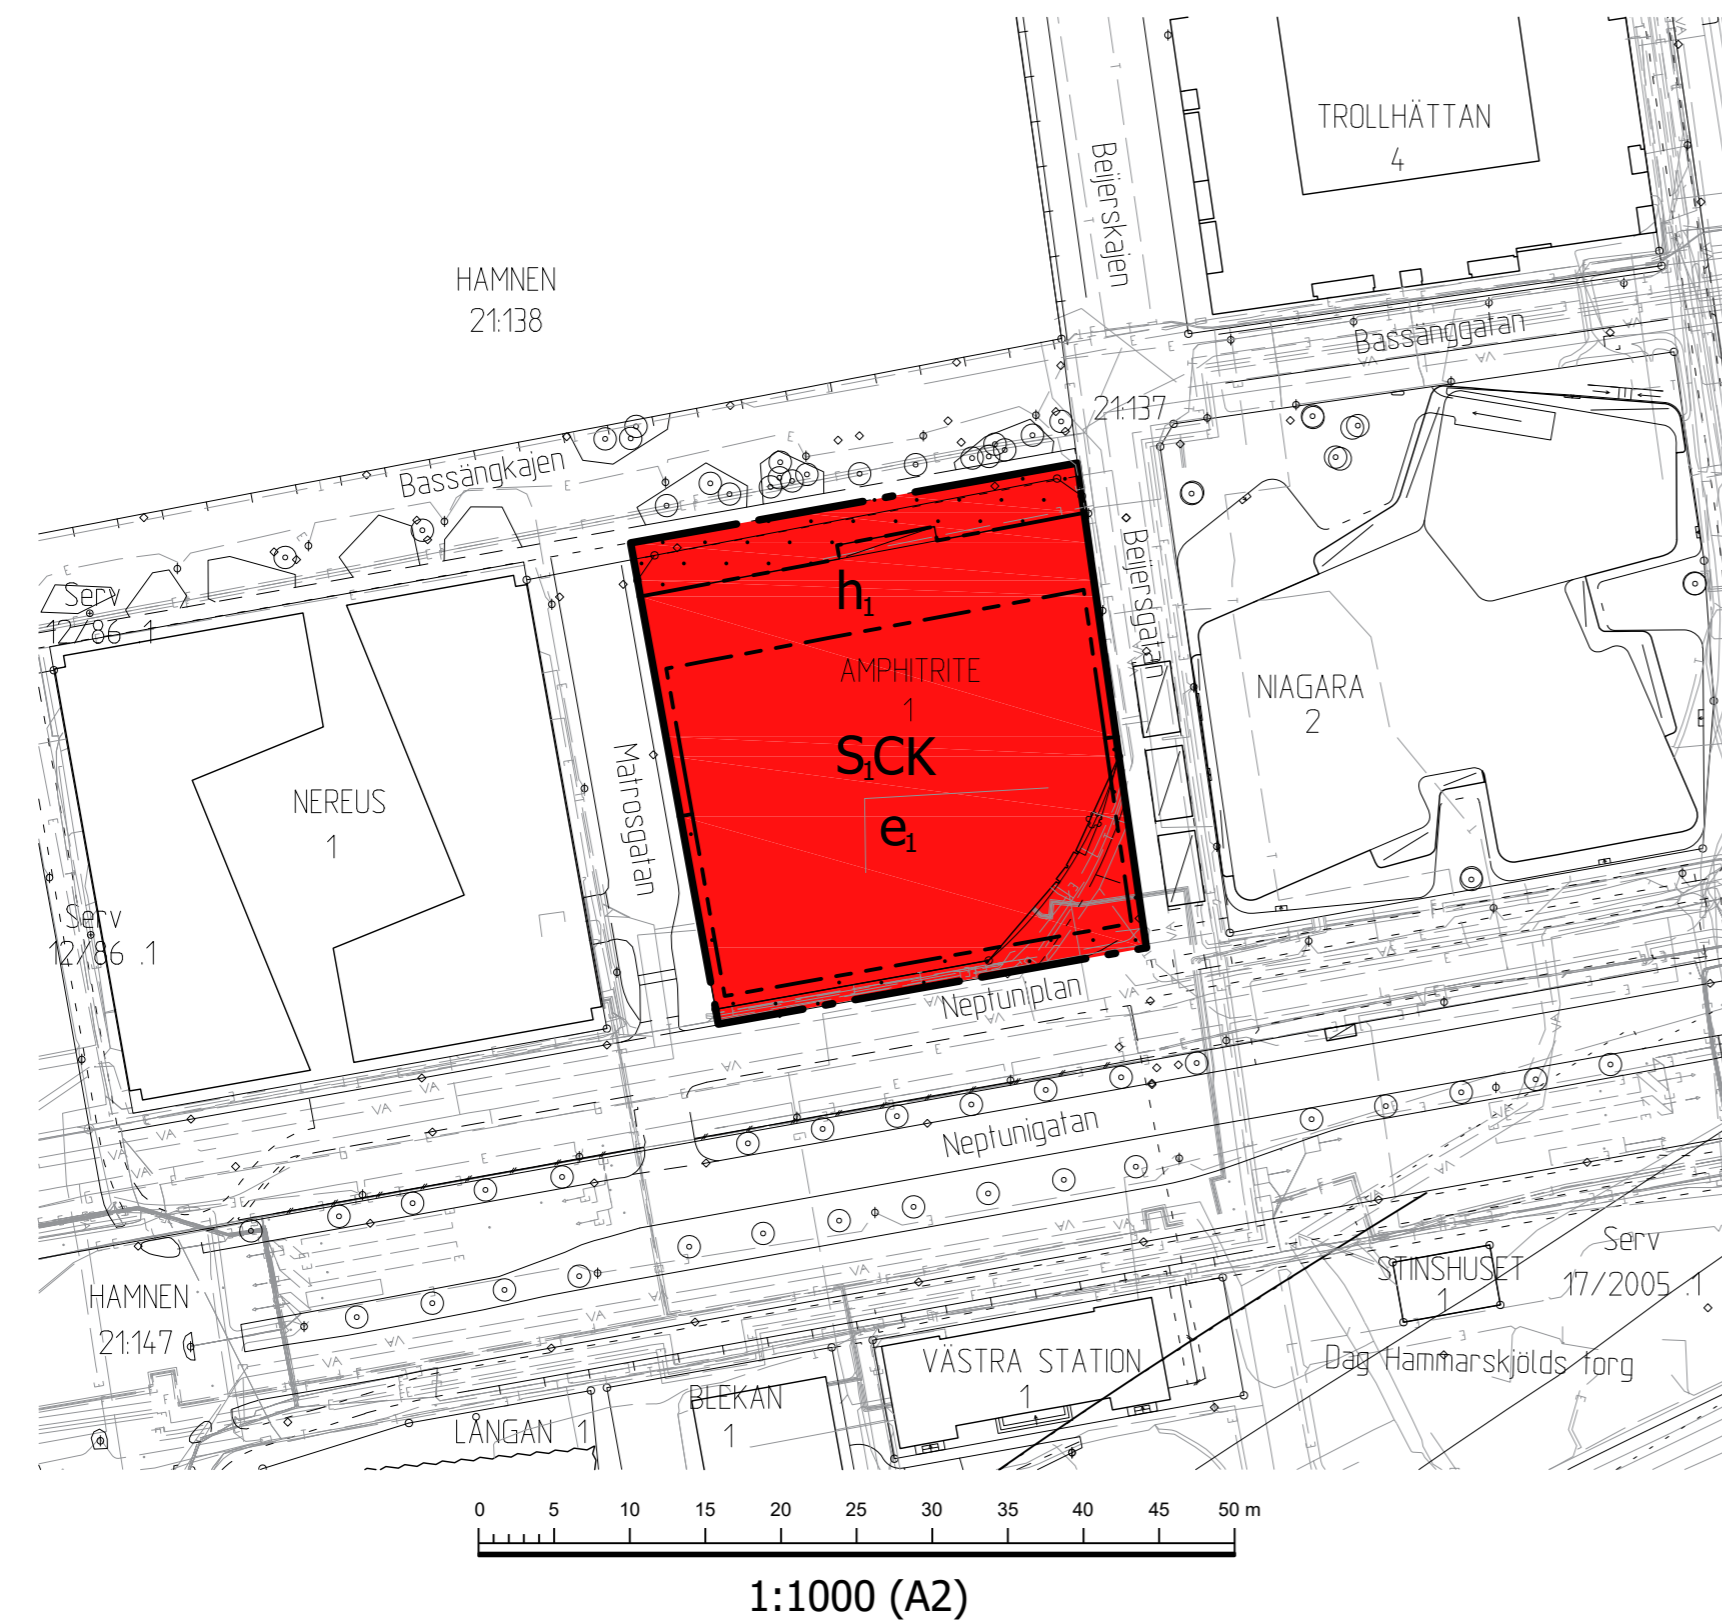 TROLLHÄTTAN
4
Beijerskajen
HAMNEN
21:138
Bassänggatan
21:137
Bassängkajen
Beijersgatan
Serv
12/86 .1
h1
AMPHITRITE
1
NIAGARA
2
S1CK
Matrosgatan
NEREUS
1
e1
Serv
12/86 .1
Neptuniplan
Neptunigatan
HAMNEN
21:147
STINSHUSET
1
Serv
17/2005 .1
VÄSTRA STATION
1
Dag Hammarskjölds torg
BLEKAN
1
LÅNGAN 1
0 5 10 15 20 25 30 35 40 45 50 m
1:1000 (A2)